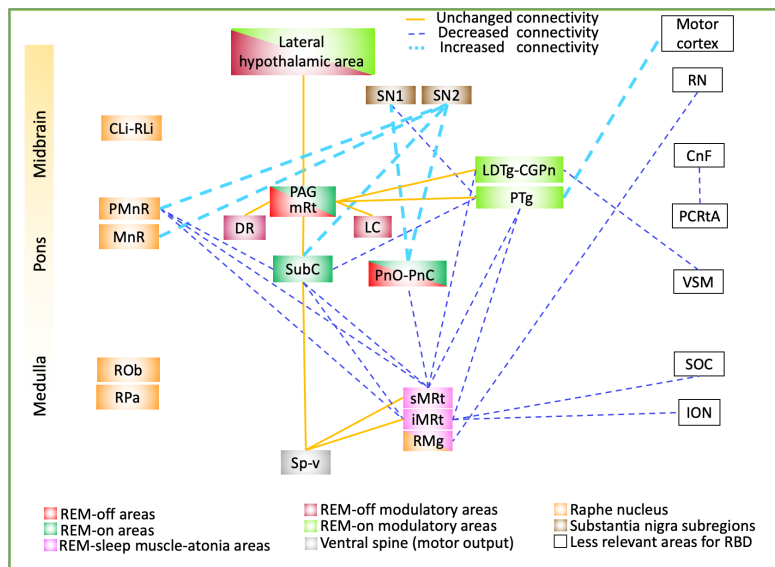 Unchanged connectivity
Decreased connectivity
Increased connectivity
Motor
cortex
Lateral
hypothalamic area
SN1
SN2
RN
CLi-RLi
Midbrain
CnF
LDTg-CGPn
PTg
PAG
mRt
PMnR
MnR
DR
LC
PCRtA
Pons
SubC
PnO-PnC
VSM
Medulla
ROb
RPa
SOC
sMRt
iMRt
RMg
ION
Sp-v
REM-off areas
REM-on areas
REM-sleep muscle-atonia areas
REM-off modulatory areas
REM-on modulatory areas
Ventral spine (motor output)
Raphe nucleus
Substantia nigra subregions
Less relevant areas for RBD